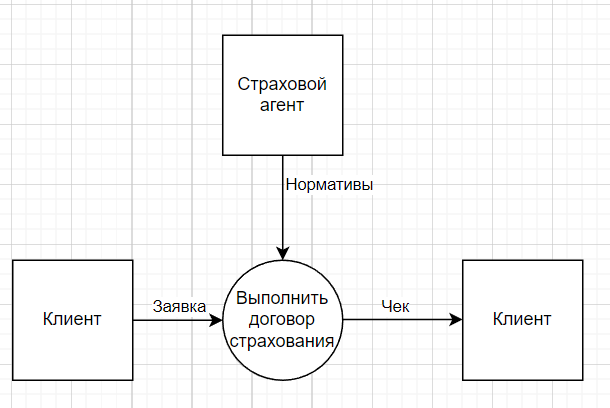 Страховой
агент
Нормативы
Клиент
Заявка
Выполнить
договор
страхования
Чек
Клиент